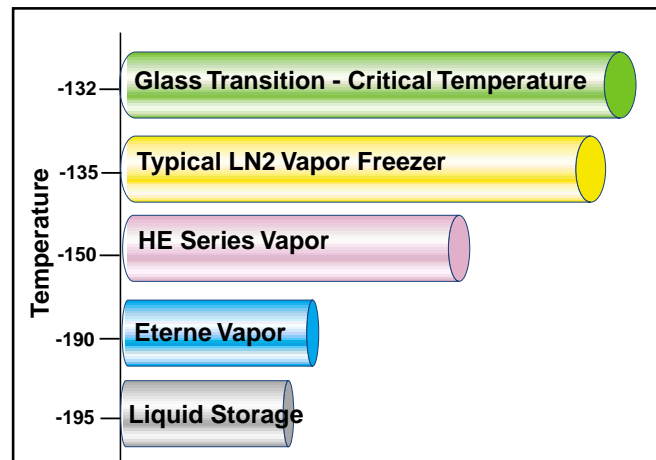 Temperature
-132
Glass Transition - Critical Temperature
-135
Typical LN2 Vapor Freezer
-150
HE Series Vapor
-190
Eterne Vapor
-195
Liquid Storage